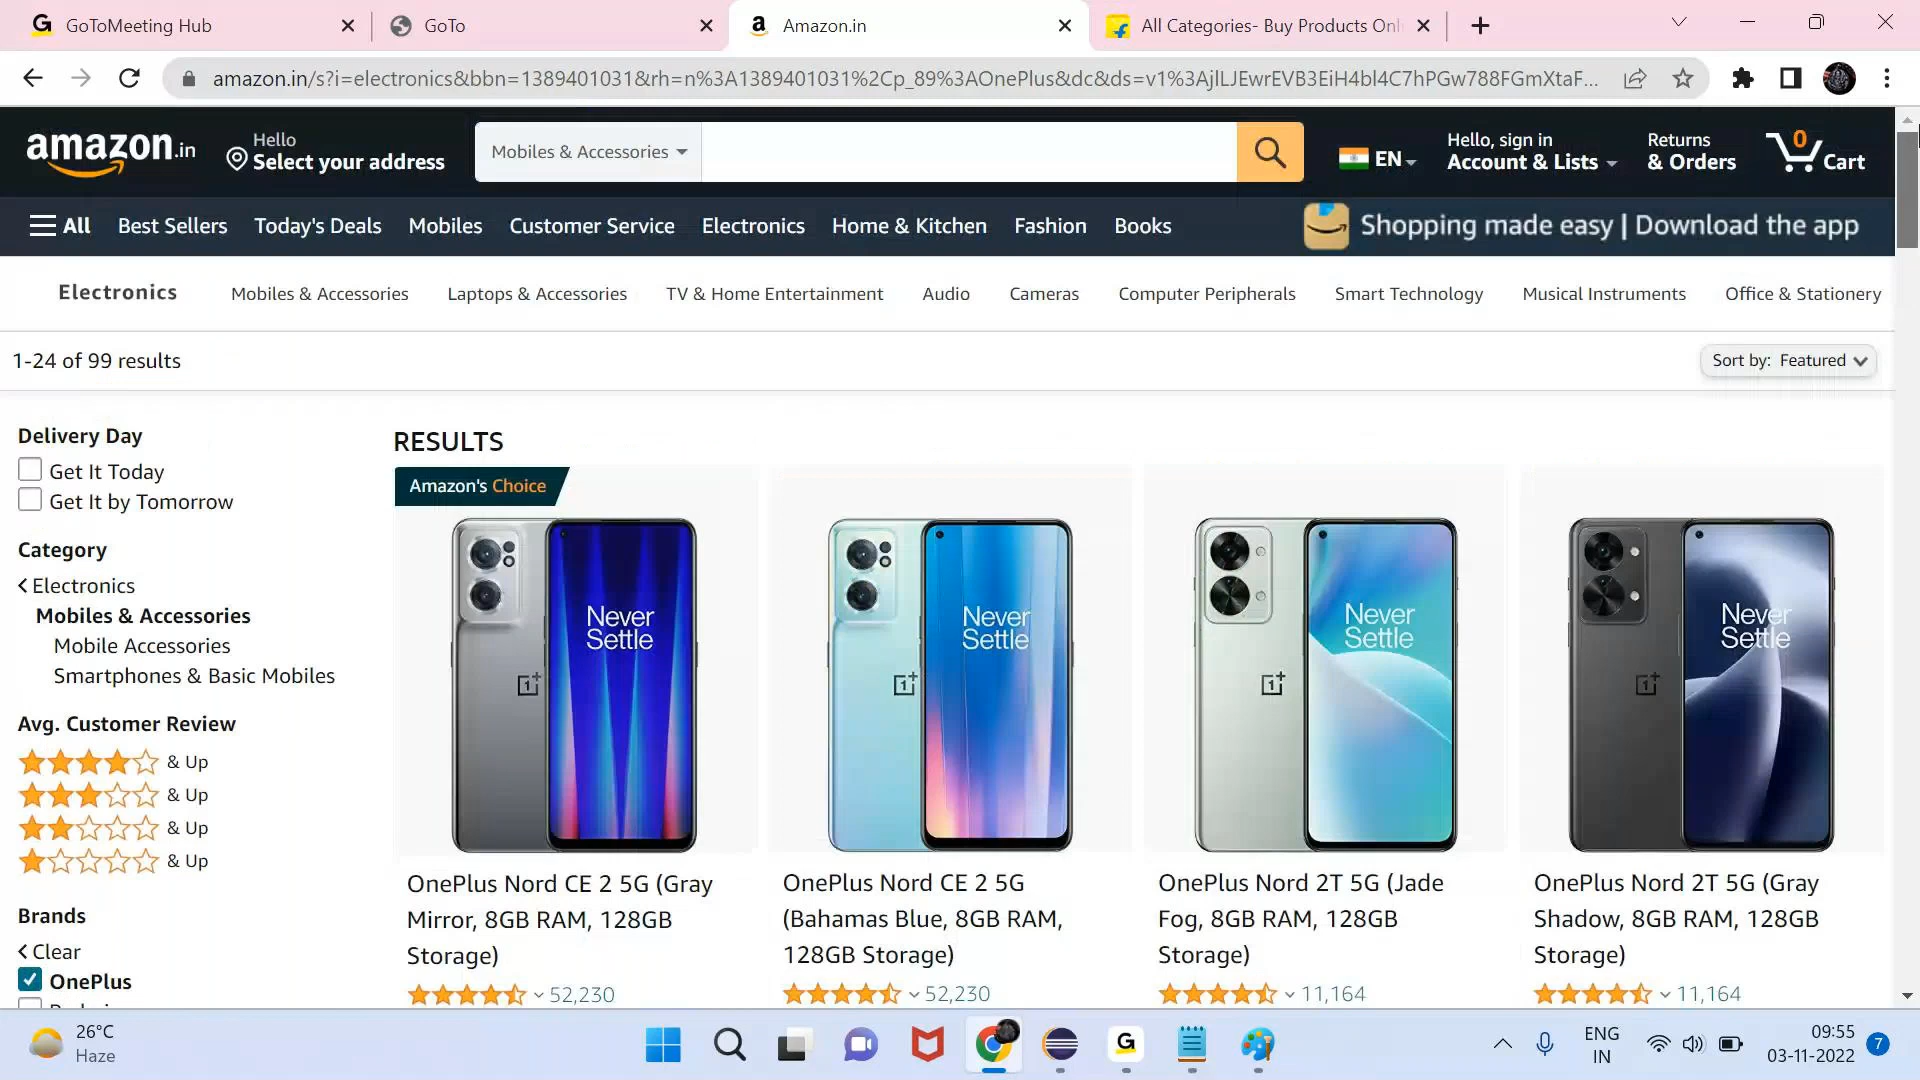 GoToMeeting Hub
GoTo
Amazon.in
All Categories- Buy Products Onl
amazon.in/s?i=electronics&bbn=1389401031&rh=n%3A1389401031%2Cp_89%3AOnePlus&dc&ds=v1%3AjlLJEwrEVB3EiH4bl4C7hPGw788FGmXtaF...
amazon.in
Hello
Select your address
Mobiles & Accessories
EN
Hello, sign in
Account & Lists
Returns
& Orders
0
Cart
All Best Sellers Today's Deals Mobiles Customer Service Electronics Home & Kitchen Fashion Books
Shopping made easy | Download the app
Electronics Mobiles & Accessories Laptops & Accessories TV & Home Entertainment Audio Cameras Computer Peripherals Smart Technology Musical Instruments Office & Stationery
1-24 of 99 results
Sort by: Featured
Delivery Day
Get It Today
Get It by Tomorrow
Category
Electronics
Mobiles & Accessories
Mobile Accessories
Smartphones & Basic Mobiles
Avg. Customer Review
& Up
& Up
& Up
& Up
Brands
Clear
OnePlus
RESULTS
Amazon's Choice
Never
Settle
OnePlus Nord CE 2 5G (Gray
Mirror, 8GB RAM, 128GB
Storage)
52,230
Never
Settle
OnePlus Nord CE 2 5G
(Bahamas Blue, 8GB RAM,
128GB Storage)
52,230
Never
Settle
OnePlus Nord 2T 5G (Jade
Fog, 8GB RAM, 128GB
Storage)
11,164
Never
Settle
OnePlus Nord 2T 5G (Gray
Shadow, 8GB RAM, 128GB
Storage)
11,164
26°C
Haze
ENG
IN
09:55
03-11-2022
7